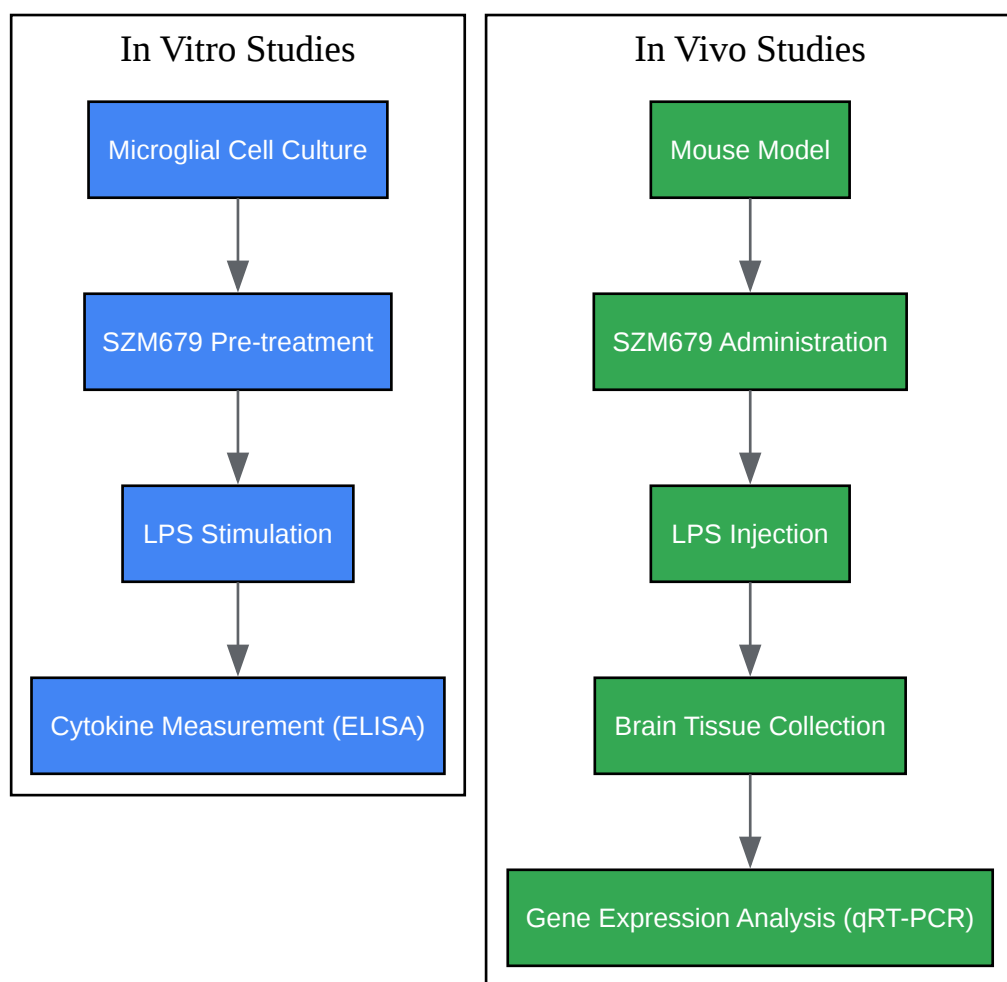 In Vitro Studies
Microglial Cell Culture
SZM679 Pre-treatment
LPS Stimulation
Cytokine Measurement (ELISA)
In Vivo Studies
Mouse Model
SZM679 Administration
LPS Injection
Brain Tissue Collection
Gene Expression Analysis (qRT-PCR)